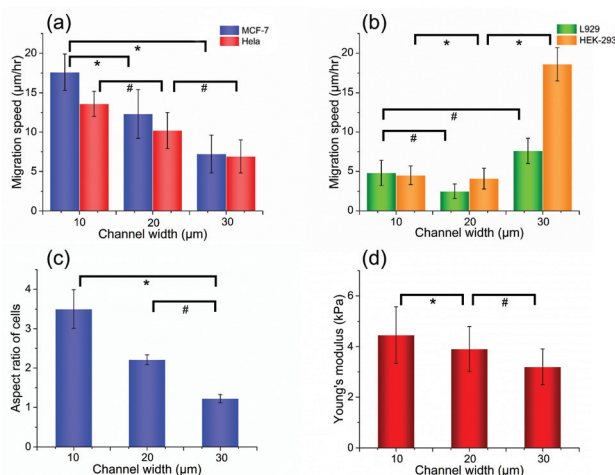 (a)
MCF-7
Hela
Migration speed (μm/hr)
25
20
15
10
5
0
*
*
#
#
10 20 30
Channel width (μm)
(b)
L929
HEK-293
Migration speed (μm/hr)
25
20
15
10
5
0
* *
#
#
10 20 30
Channel width (μm)
(c)
Aspect ratio of cells
4
3
2
1
0
*
#
10 20 30
Channel width (μm)
(d)
Young's modulus (kPa)
6
4
2
0
* #
10 20 30
Channel width (μm)